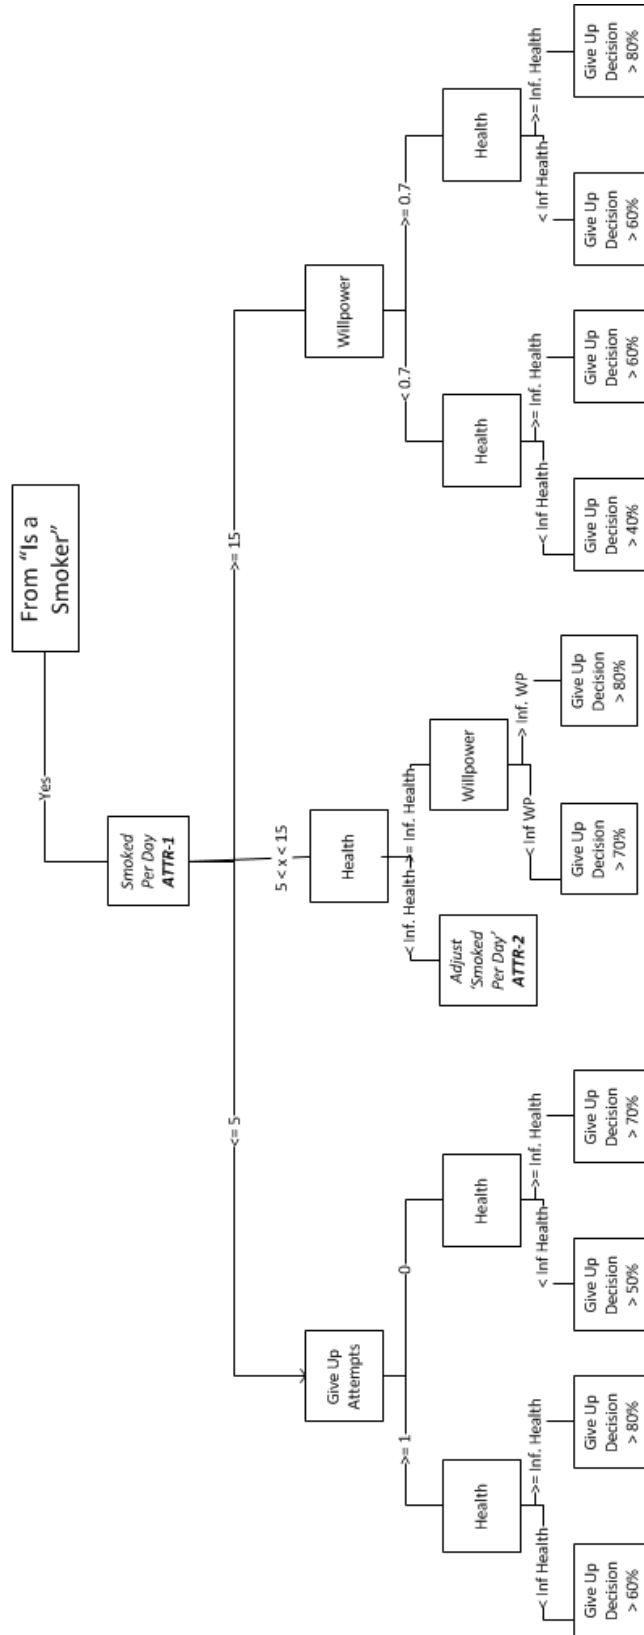 From “Is a
Smoker”
Yes
Smoked
Per Day
ATTR-1
<= 5
5 < x < 15
>= 15
Give Up
Attempts
Health
Willpower
>= 1
0
< Inf. Health
>= Inf. Health
< 0.7
>= 0.7
Health
Health
Adjust
‘Smoked
Per Day’
ATTR-2
Willpower
Health
Health
< Inf Health
>= Inf. Health
< Inf Health
>= Inf. Health
< Inf WP
> Inf. WP
< Inf Health
>= Inf. Health
< Inf Health
>= Inf. Health
Give Up
Decision
> 60%
Give Up
Decision
> 80%
Give Up
Decision
> 50%
Give Up
Decision
> 70%
Give Up
Decision
> 70%
Give Up
Decision
> 80%
Give Up
Decision
> 40%
Give Up
Decision
> 60%
Give Up
Decision
> 60%
Give Up
Decision
> 80%